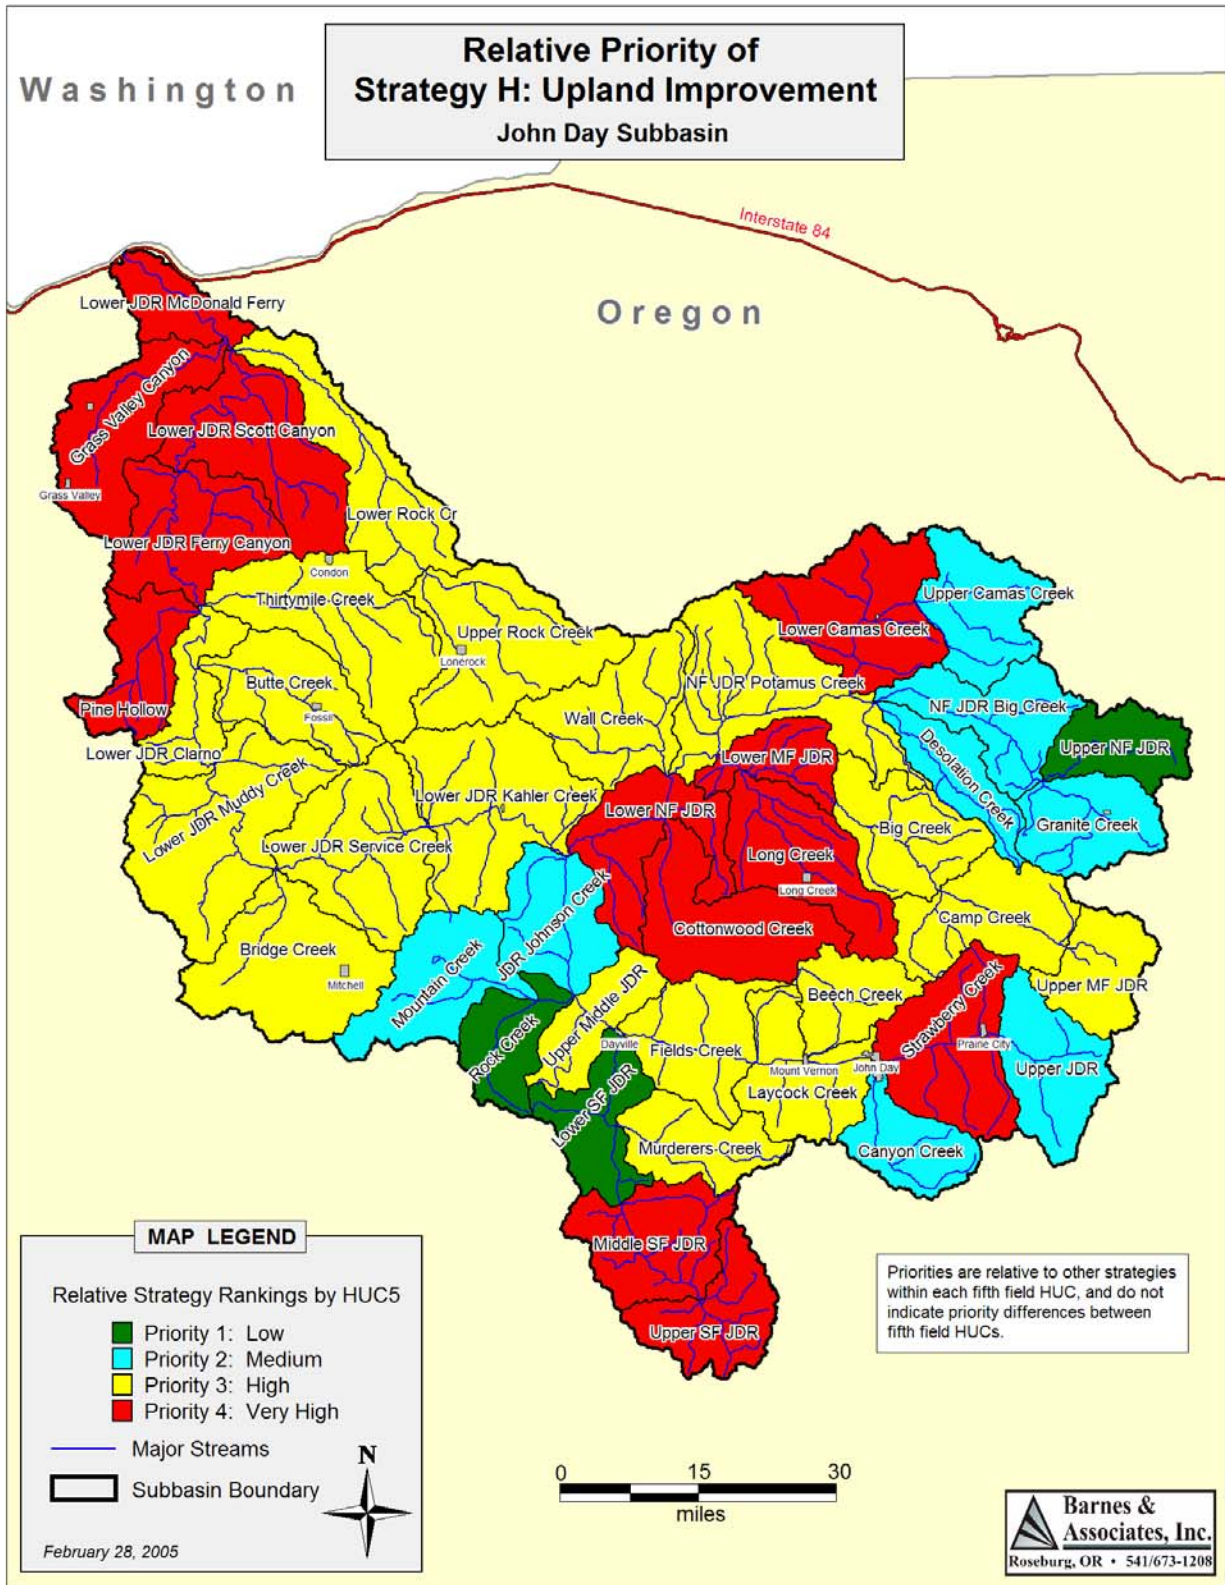 Relative Priority of
Strategy H: Upland Improvement
John Day Subbasin
Washington
Interstate 84
Oregon
Lower JDR McDonald Ferry
Grass Valley Canyon
Lower JDR Scott Canyon
Grass Valley
Lower Rock Cr
Lower JDR Ferry Canyon
Condon
Thirtymile Creek
Upper Camas Creek
Upper Rock Creek
Lower Camas Creek
Lonerock
Butte Creek
NF JDR Potamus Creek
Pine Hollow
Fossil
Wall Creek
NF JDR Big Creek
Lower JDR Clarno
Lower MF JDR
Desolation Creek
Upper NF JDR
Lower JDR Muddy Creek
Lower JDR Kahler Creek
Lower NF JDR
Big Creek
Granite Creek
Lower JDR Service Creek
Long Creek
Long Creek
Cottonwood Creek
Camp Creek
Bridge Creek
JDR Johnson Creek
Mitchell
Mountain Creek
Beech Creek
Strawberry Creek
Upper MF JDR
Upper Middle JDR
Rock Creek
Dayville
Fields Creek
Prairie City
Mount Vernon
John Day
Upper JDR
Lower SF JDR
Laycock Creek
Murderers Creek
Canyon Creek
Middle SF JDR
Upper SF JDR
MAP LEGEND
Relative Strategy Rankings by HUC5
Priority 1: Low
Priority 2: Medium
Priority 3: High
Priority 4: Very High
Major Streams
Subbasin Boundary
N
February 28, 2005
Priorities are relative to other strategies
within each fifth field HUC, and do not
indicate priority differences between
fifth field HUCs.
0 15 30
miles
Barnes &
Associates, Inc.
Roseburg, OR • 541/673-1208